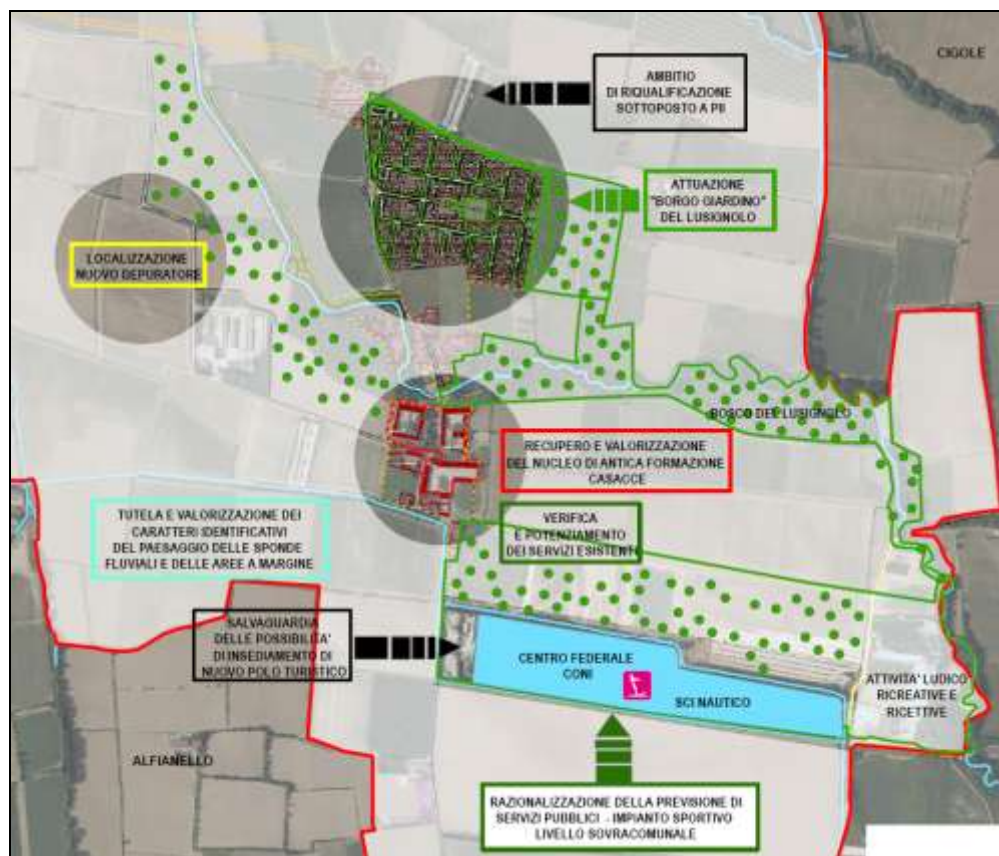 CIGOLE
AMBITIO
DI RIQUALIFICAZIONE
SOTTOPOSTO A PII
ATTUAZIONE
"BORGO GIARDINO"
DEL LUSIGNOLO
LOCALIZZAZIONE
NUOVO DEPURATORE
BOSCO DEL LUSIGNOLO
RECUPERO E VALORIZZAZIONE
DEL NUCLEO DI ANTICA FORMAZIONE
CASACCE
TUTELA E VALORIZZAZIONE DEI
CARATTERI IDENTIFICATIVI
DEL PAESAGGIO DELLE SPONDE
FLUVIALI E DELLE AREE A MARGINE
VERIFICA
E POTENZIAMENTO
DEI SERVIZI ESISTENTI
SALVAGUARDIA
DELLE POSSIBILITA'
DI INSEDIAMENTO DI
NUOVO POLO TURISTICO
CENTRO FEDERALE
CONI
SCI NAUTICO
ATTIVITA' LUDICO
RICREATIVE E
RICETTIVE
ALFIANELLO
RAZIONALIZZAZIONE DELLA PREVISIONE DI
SERVIZI PUBBLICI - IMPIANTO SPORTIVO
LIVELLO SOVRACOMUNALE